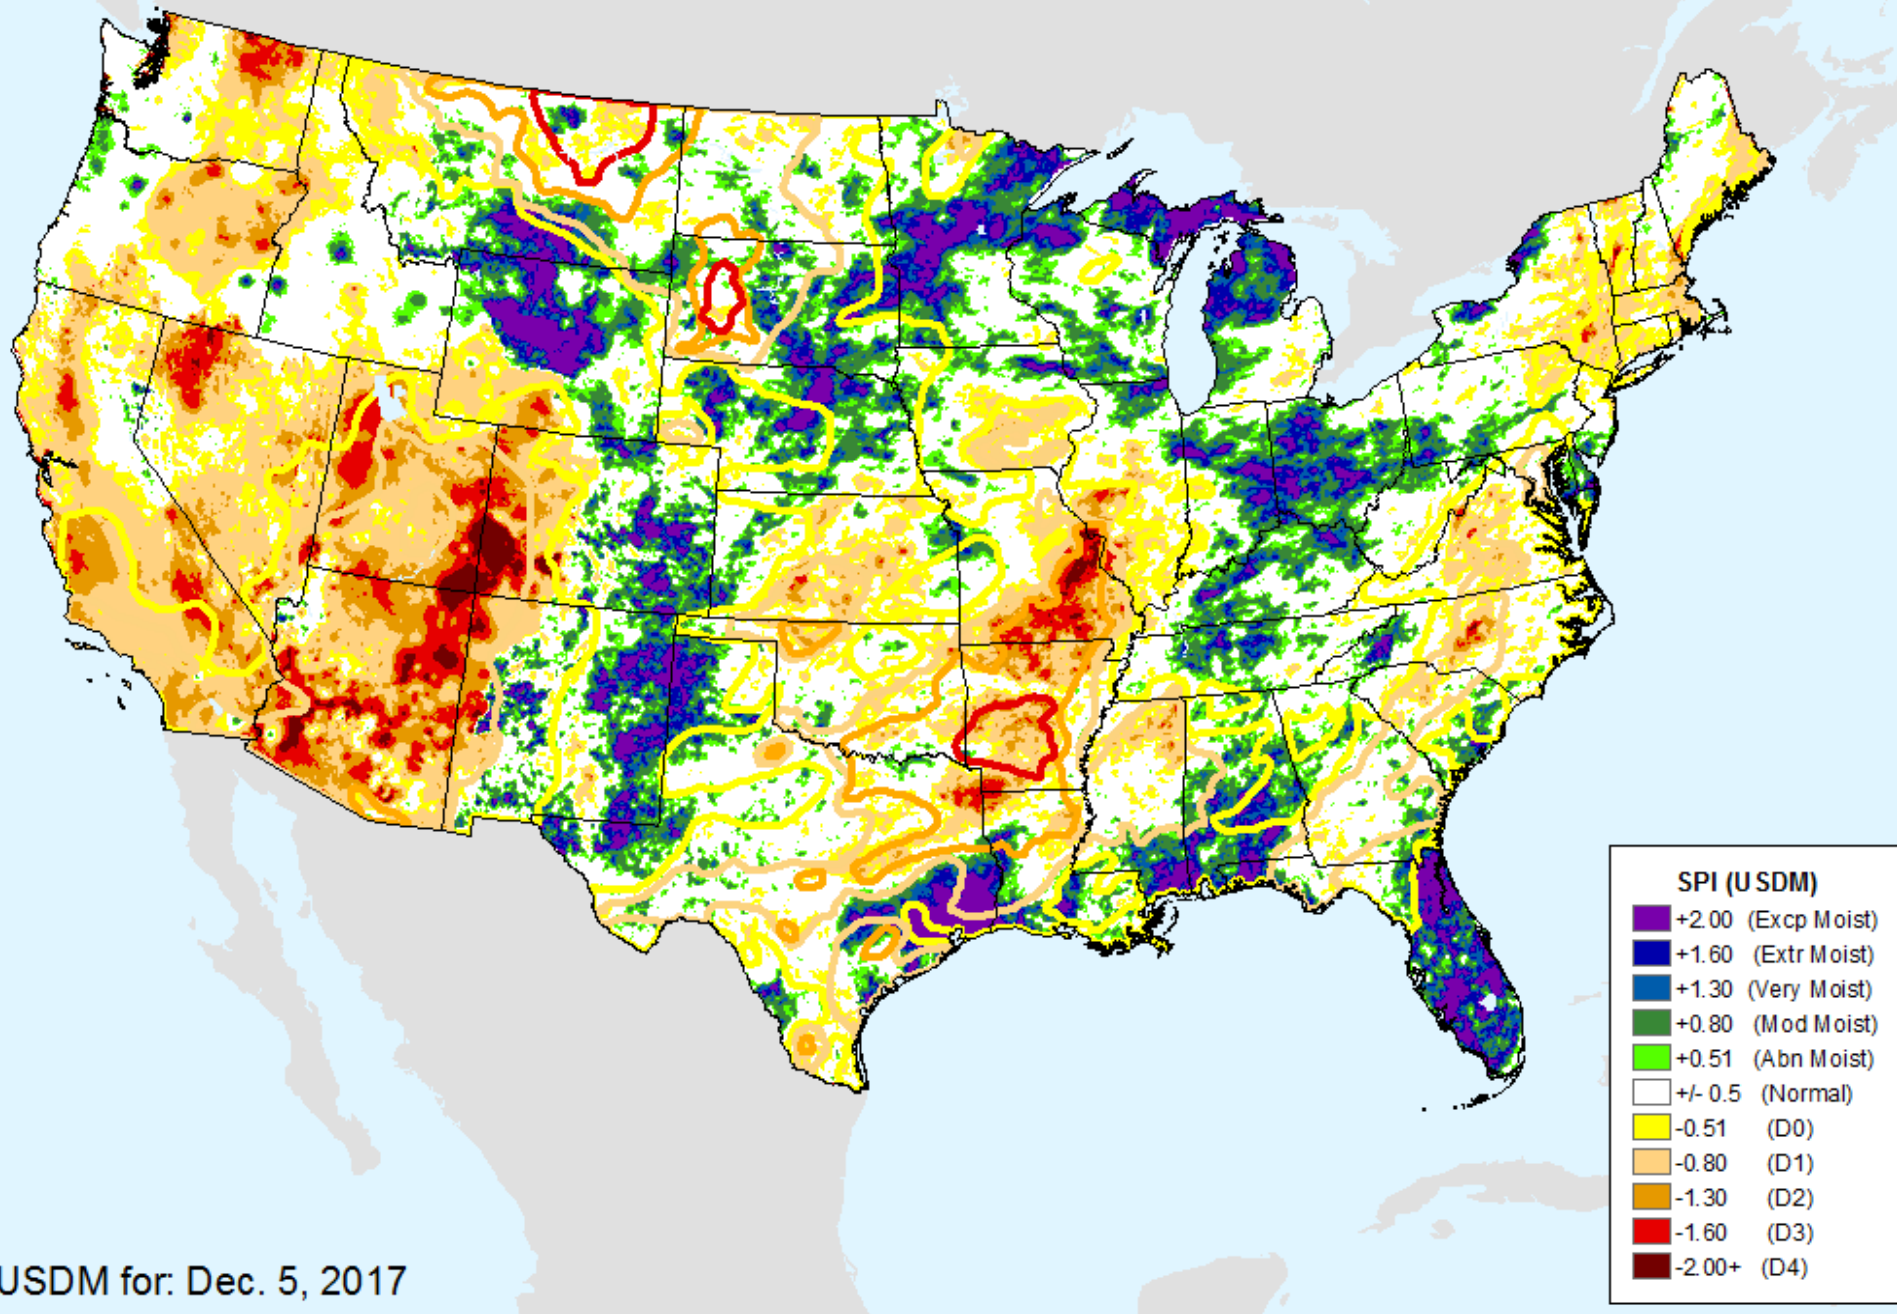 SPI (USDM)
+2.00 (Excp Moist)
+1.60 (Extr Moist)
+1.30 (Very Moist)
+0.80 (Mod Moist)
+0.51 (Abn Moist)
+/- 0.5 (Normal)
-0.51 (D0)
-0.80 (D1)
-1.30 (D2)
-1.60 (D3)
-2.00+ (D4)
USDM for: Dec. 5, 2017